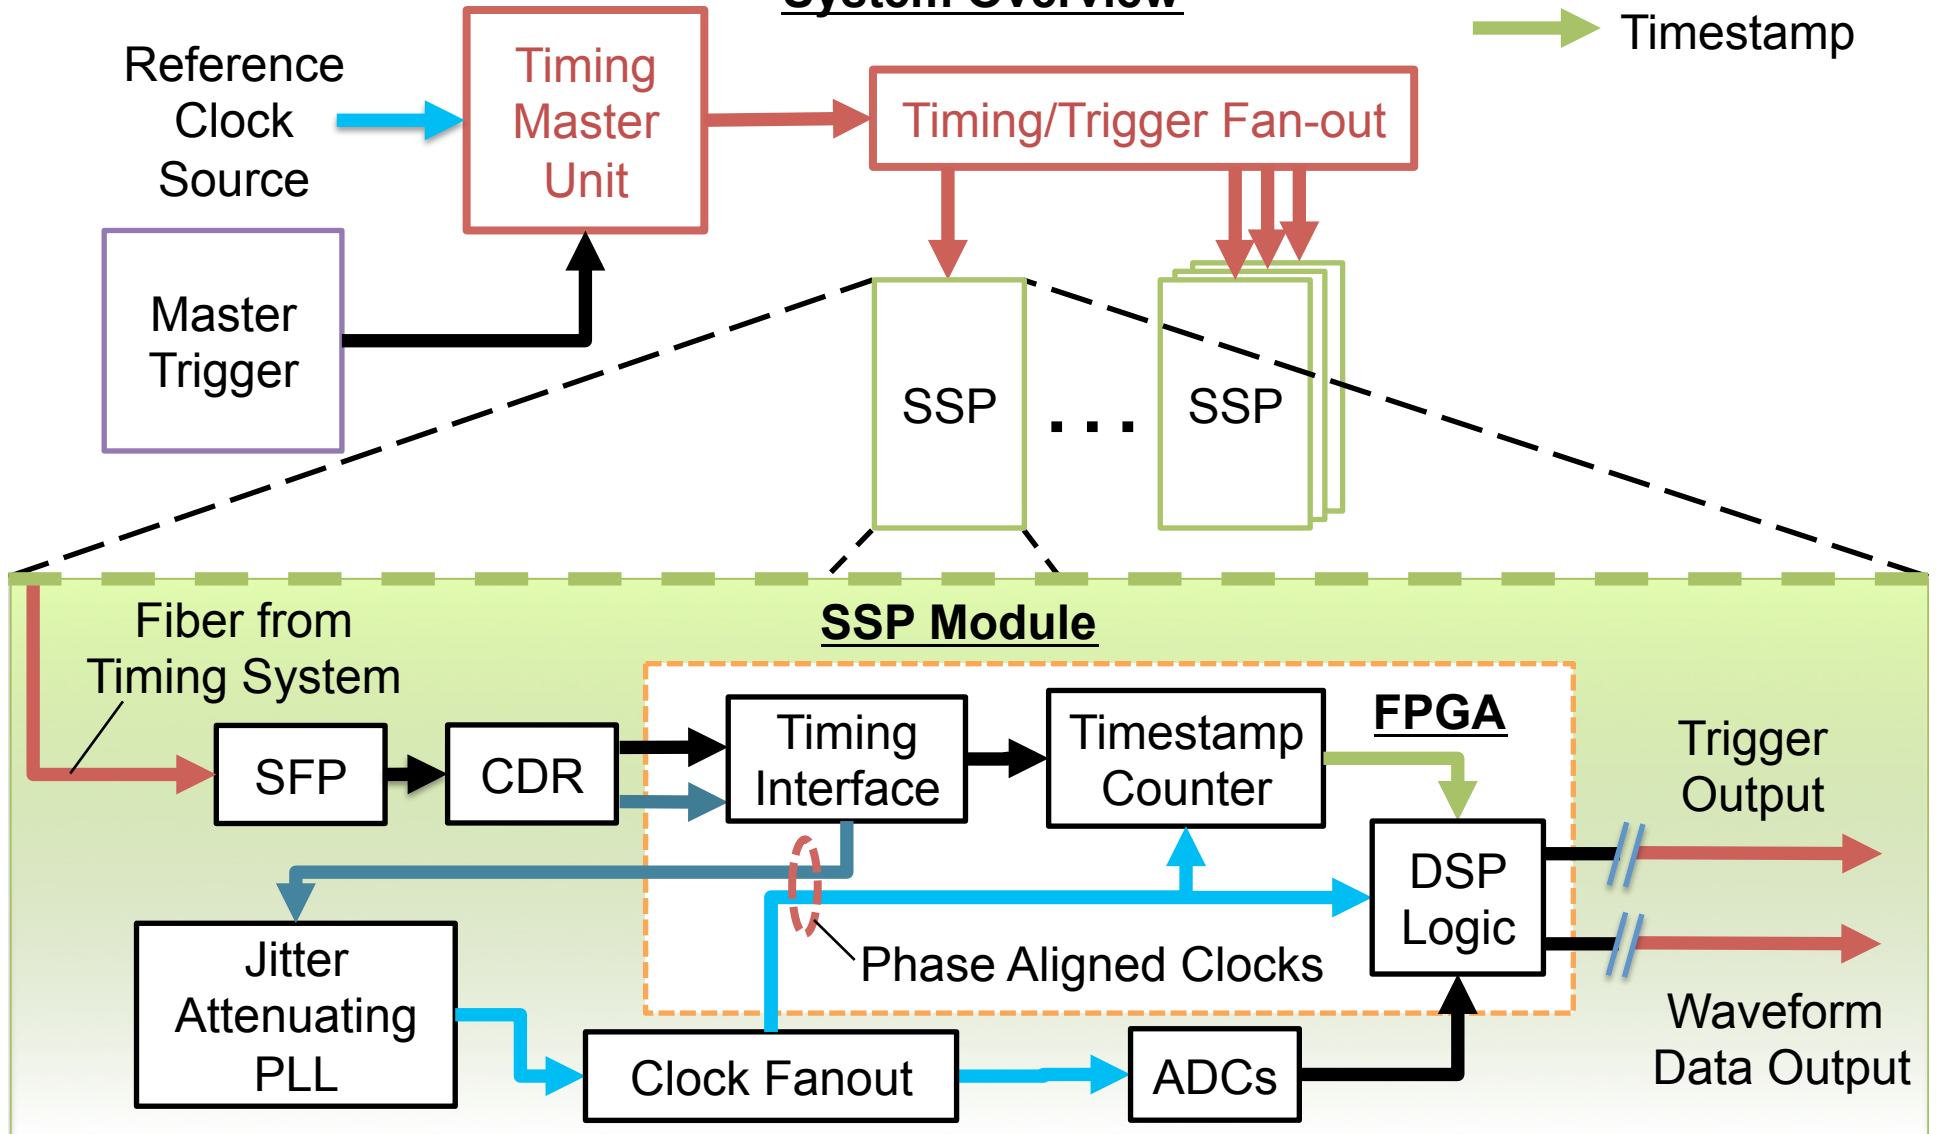 System Overview
Timestamp
Reference
Clock
Source
Timing
Master
Unit
Timing/Trigger Fan-out
Master
Trigger
SSP
...
SSP
Fiber from
Timing System
SSP Module
FPGA
SFP
CDR
Timing
Interface
Timestamp
Counter
Trigger
Output
DSP
Logic
Phase Aligned Clocks
Jitter
Attenuating
PLL
Clock Fanout
ADCs
Waveform
Data Output